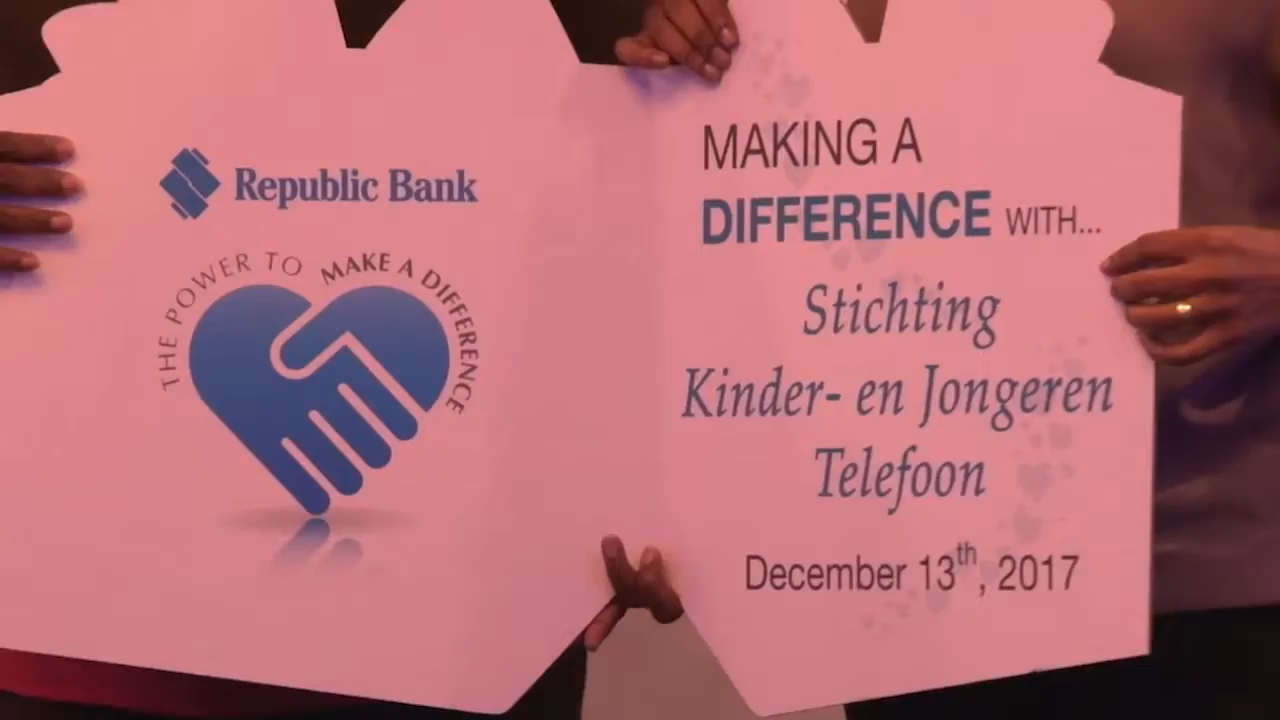 Republic Bank
THE POWER TO MAKE A DIFFERENCE
MAKING A
DIFFERENCE WITH...
Stichting
Kinder- en Jongeren
Telefoon
December 13th, 2017